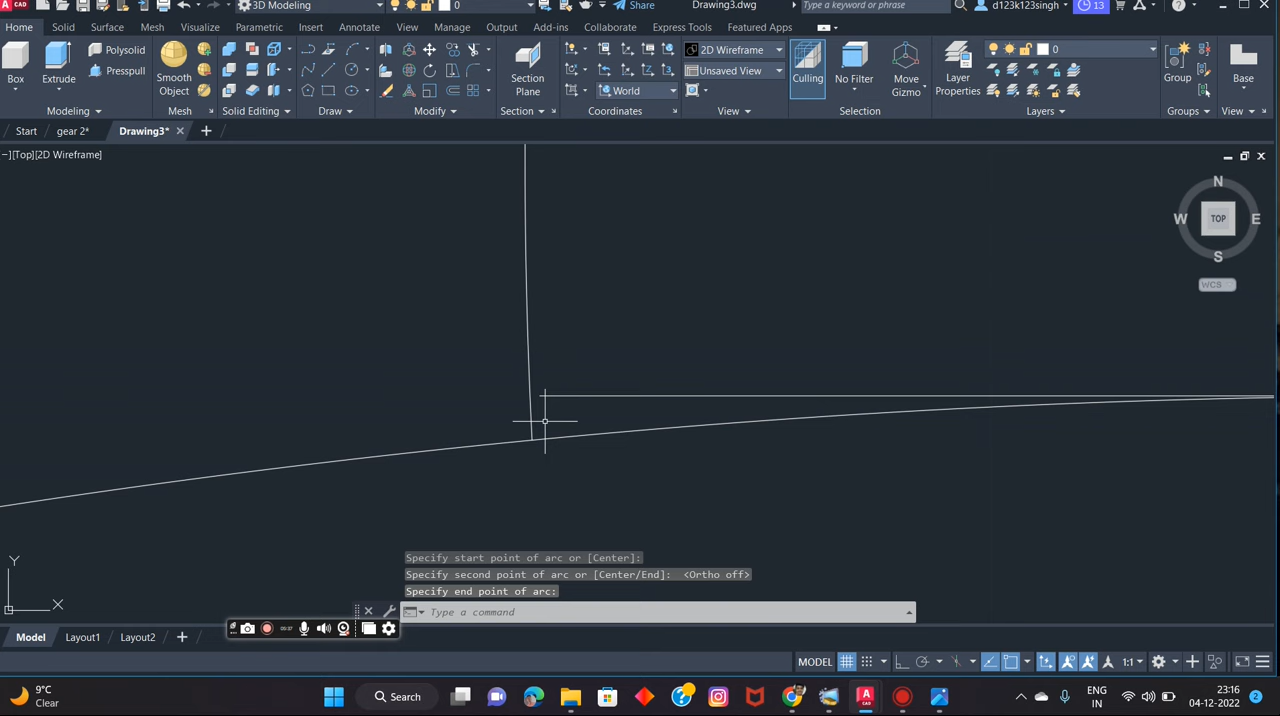 3D Modeling
0
Share
Drawing3.dwg
Type a keyword or phrase
d123k123singh
13
Home Solid Surface Mesh Visualize Parametric Insert Annotate View Manage Output Add-ins Collaborate Express Tools Featured Apps
Box
Extrude
Polysolid
Presspull
Smooth
Object
Section
Plane
World
2D Wireframe
Unsaved View
Culling
No Filter
Move
Gizmo
Layer
Properties
0
Group
Base
Modeling Mesh Solid Editing Draw Modify Section Coordinates View Selection Layers Groups View
Start gear 2* Drawing3*
−][Top][2D Wireframe]
N
W TOP E
S
WCS
Y
X
Specify start point of arc or [Center]:
Specify second point of arc or [Center/End]: <Ortho off>
Specify end point of arc:
Type a command
Model Layout1 Layout2
MODEL
1:1
9°C
Clear
Search
ENG
IN
23:16
04-12-2022
2